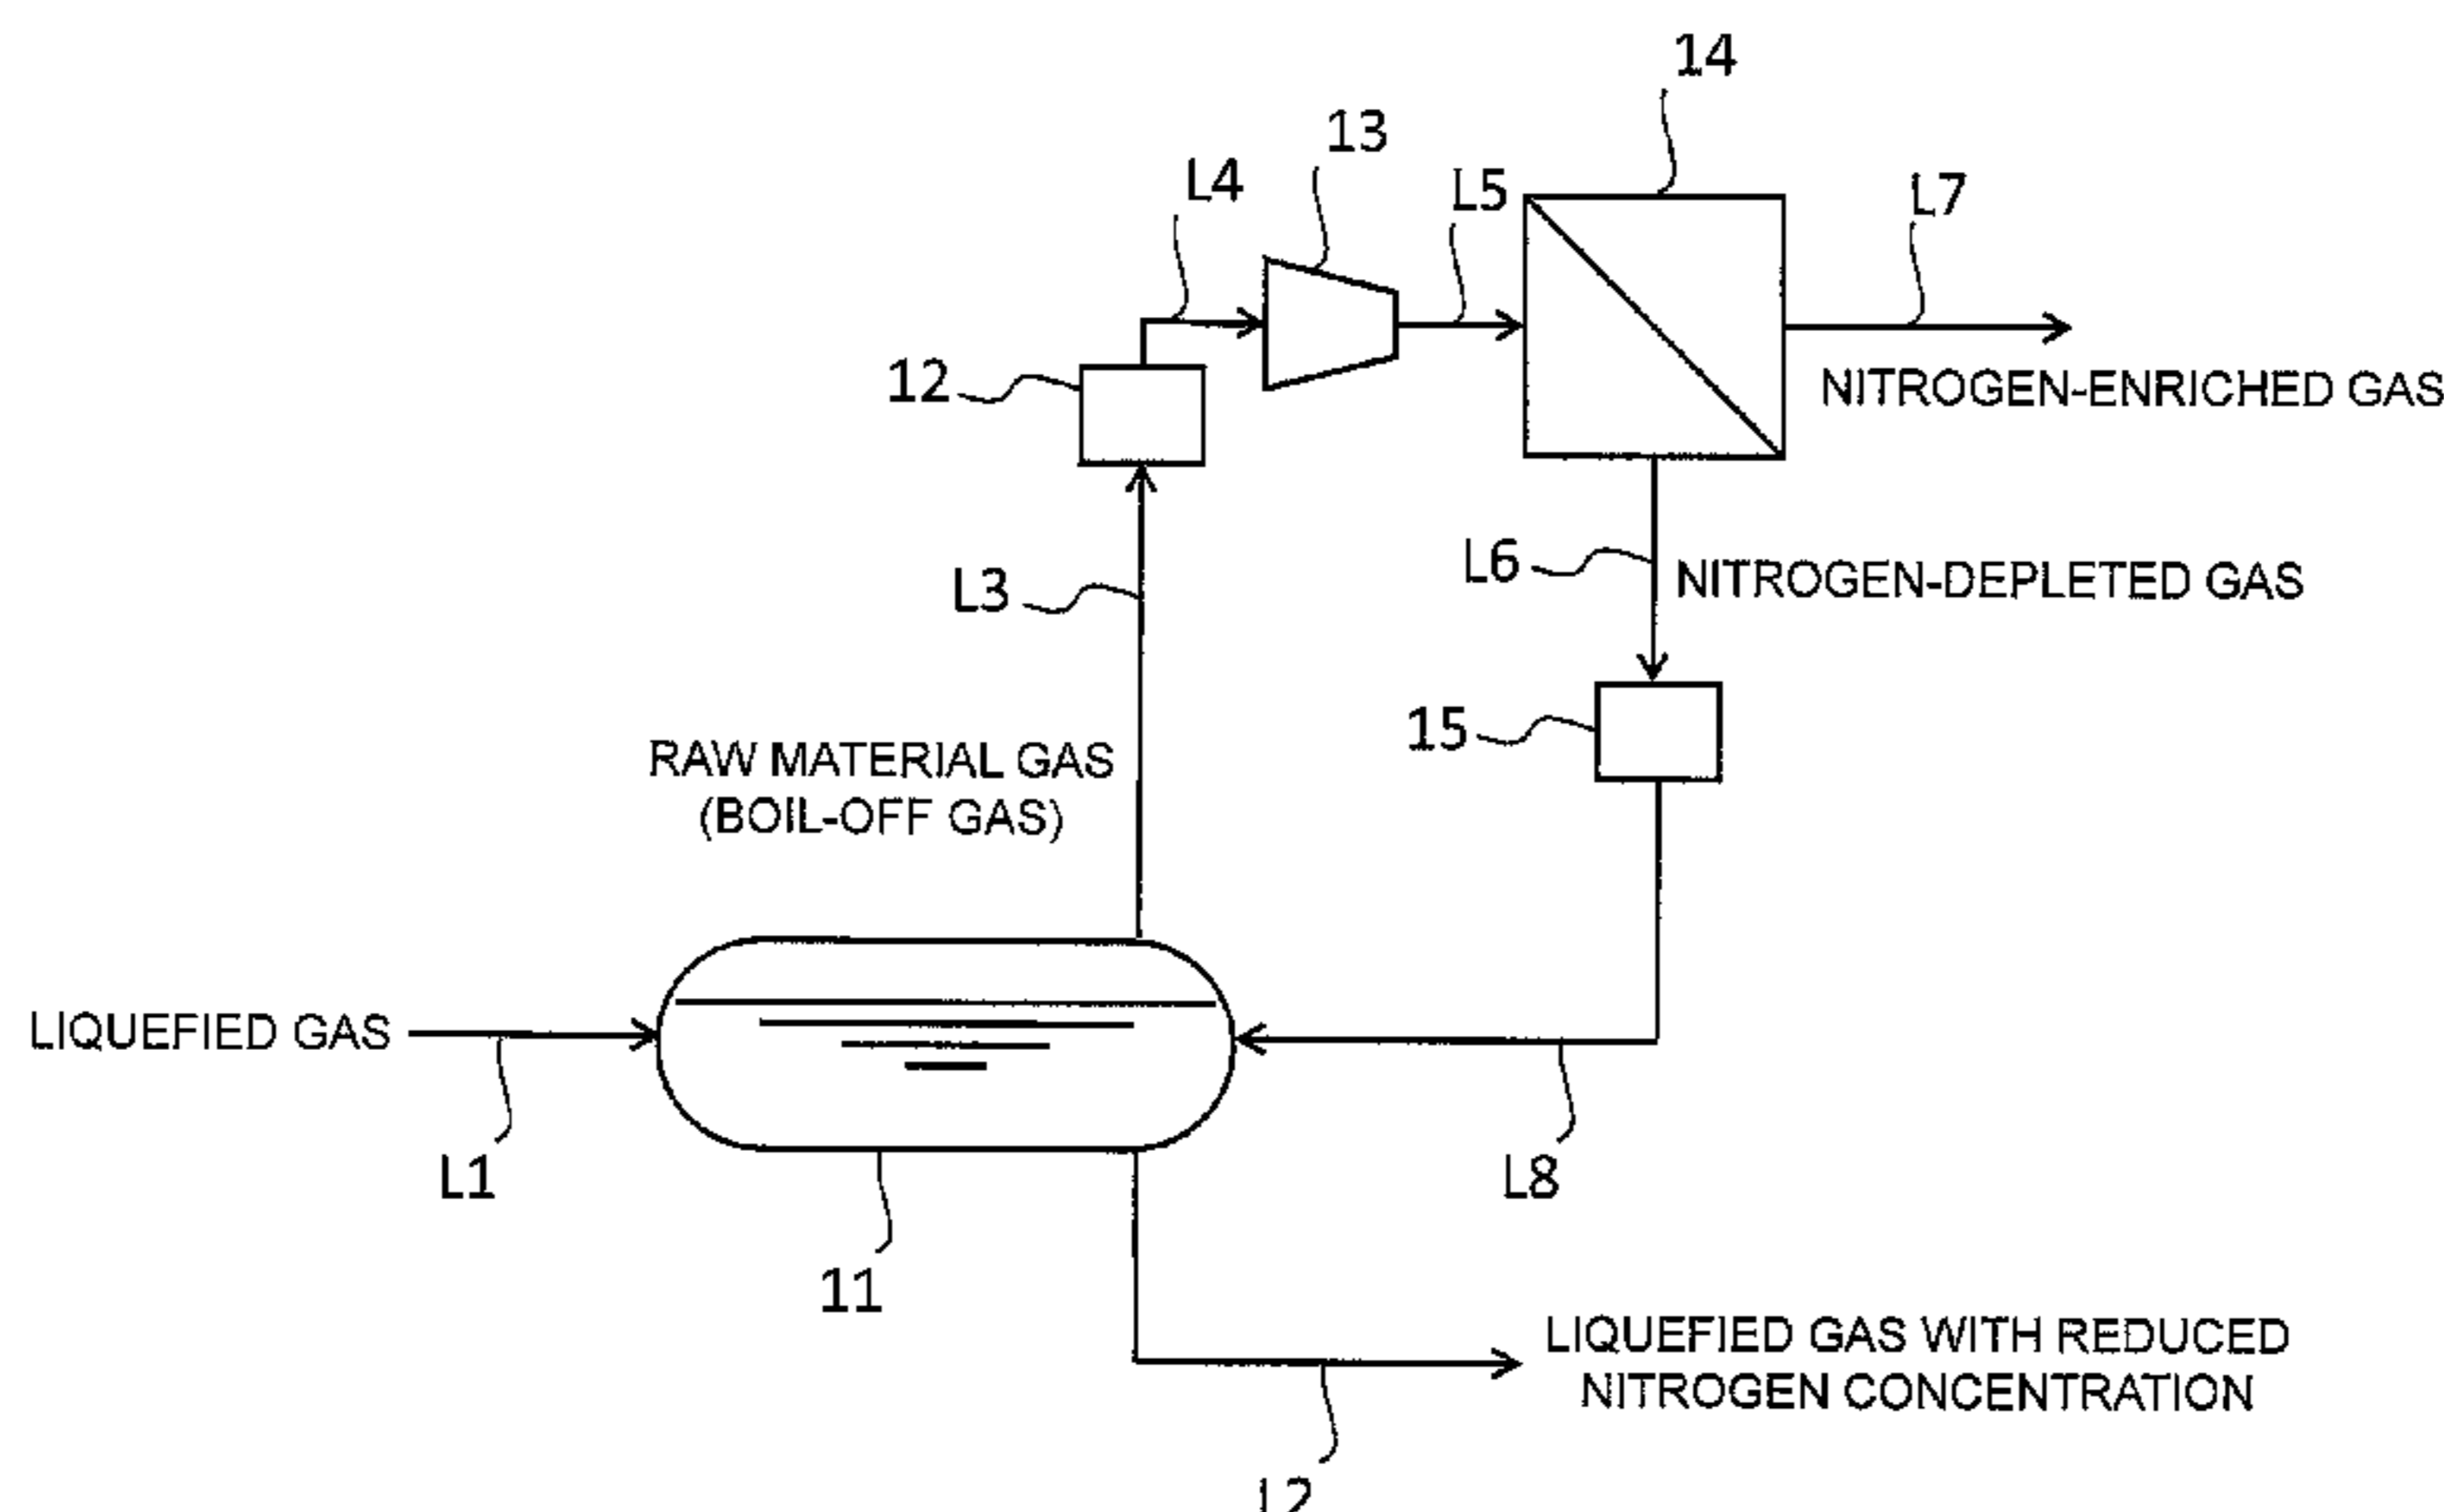 14
13
L4
L5
L7
12
NITROGEN-ENRICHED GAS
L6
NITROGEN-DEPLETED GAS
L3
15
RAW MATERIAL GAS
(BOIL-OFF GAS)
LIQUEFIED GAS
L1
L8
11
LIQUEFIED GAS WITH REDUCED
NITROGEN CONCENTRATION
L2